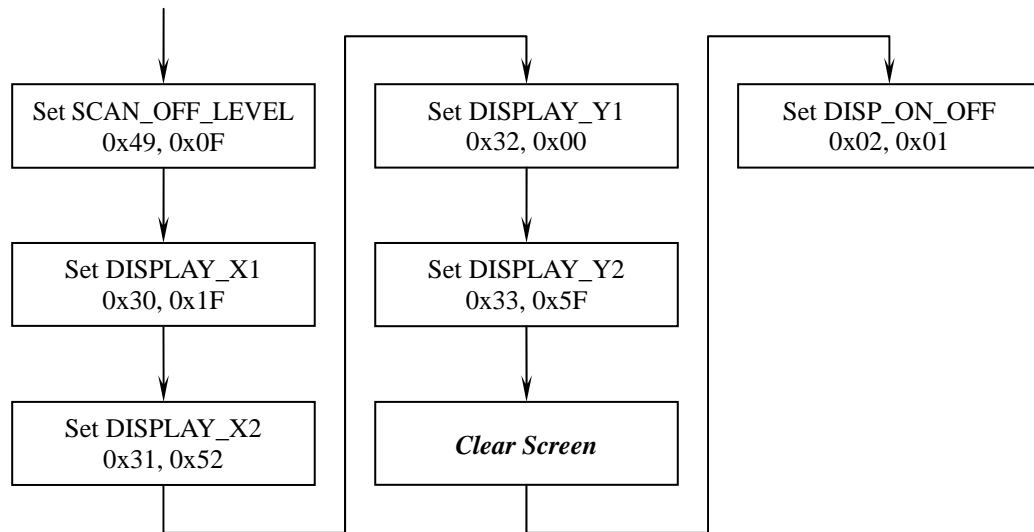 Set SCAN_OFF_LEVEL
0x49, 0x0F
Set DISPLAY_X1
0x30, 0x1F
Set DISPLAY_X2
0x31, 0x52
Set DISPLAY_Y1
0x32, 0x00
Set DISPLAY_Y2
0x33, 0x5F
Clear Screen
Set DISP_ON_OFF
0x02, 0x01